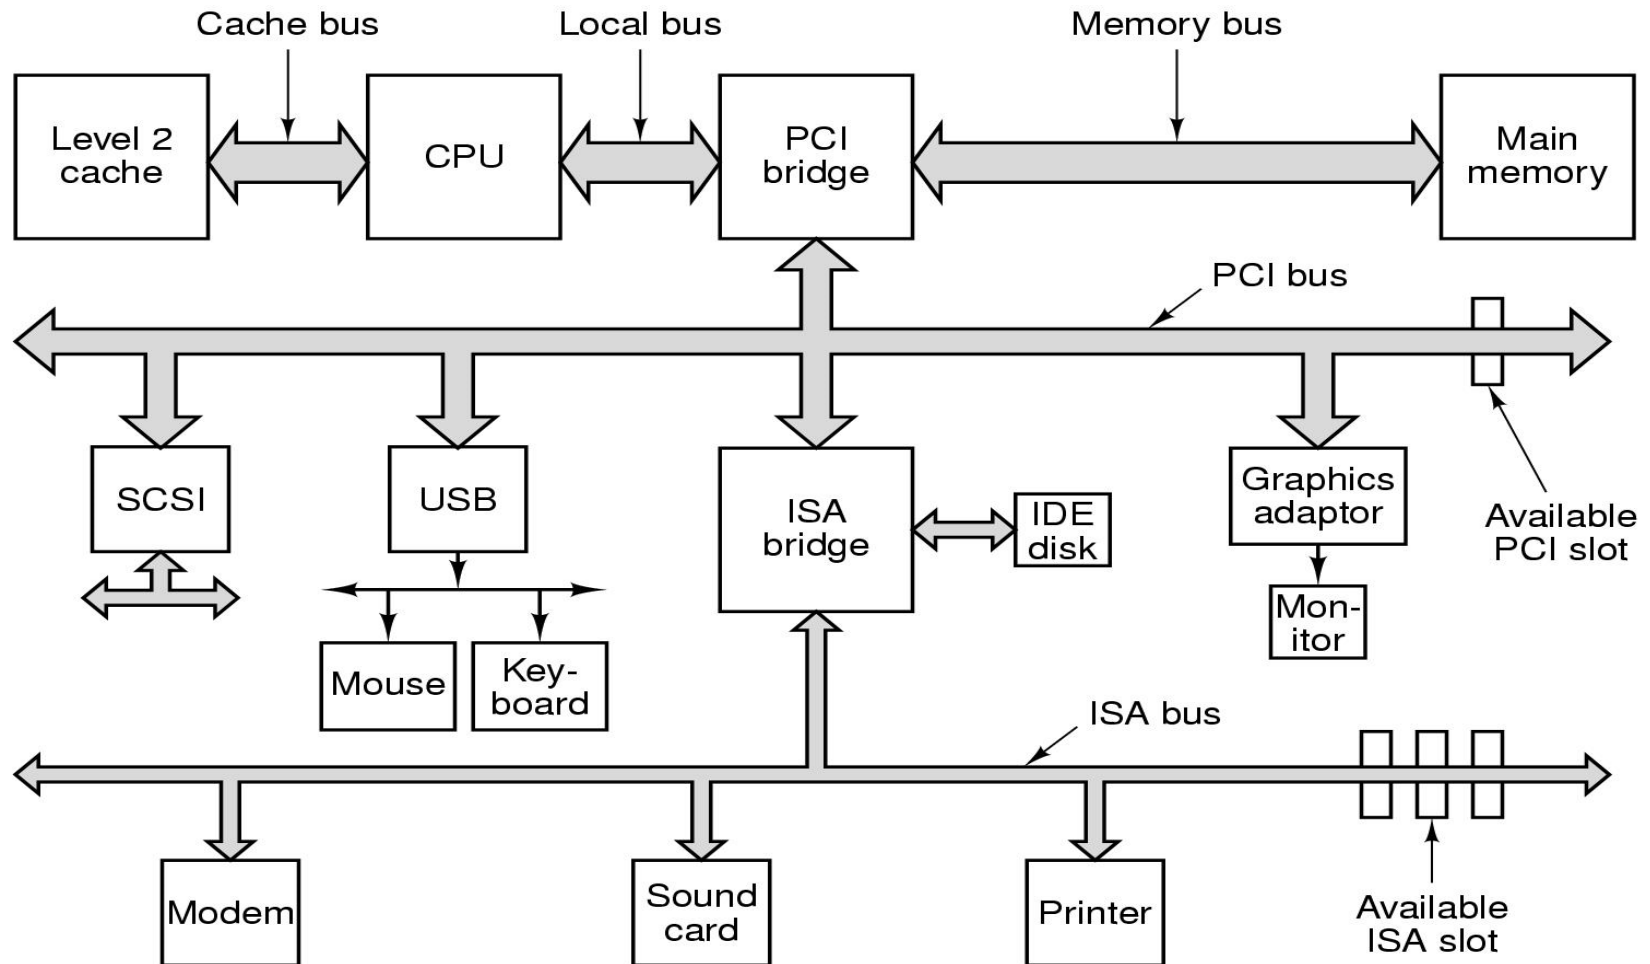 Cache bus
Local bus
Memory bus
Level 2
cache
CPU
PCI
bridge
Main
memory
PCI bus
SCSI
USB
ISA
bridge
IDE
disk
Graphics
adaptor
Available
PCI slot
Mon-
itor
Mouse
Key-
board
ISA bus
Modem
Sound
card
Printer
Available
ISA slot